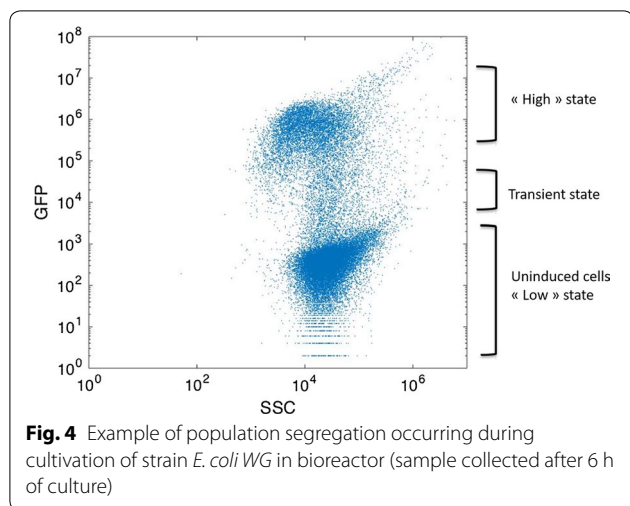 10^8
10^7
10^6
10^5
10^4
10^3
10^2
10^1
10^0
GFP
10^0
10^2
10^4
10^6
SSC
« High » state
Transient state
Uninduced cells
« Low » state
Fig. 4 Example of population segregation occurring during
cultivation of strain E. coli WG in bioreactor (sample collected after 6 h
of culture)